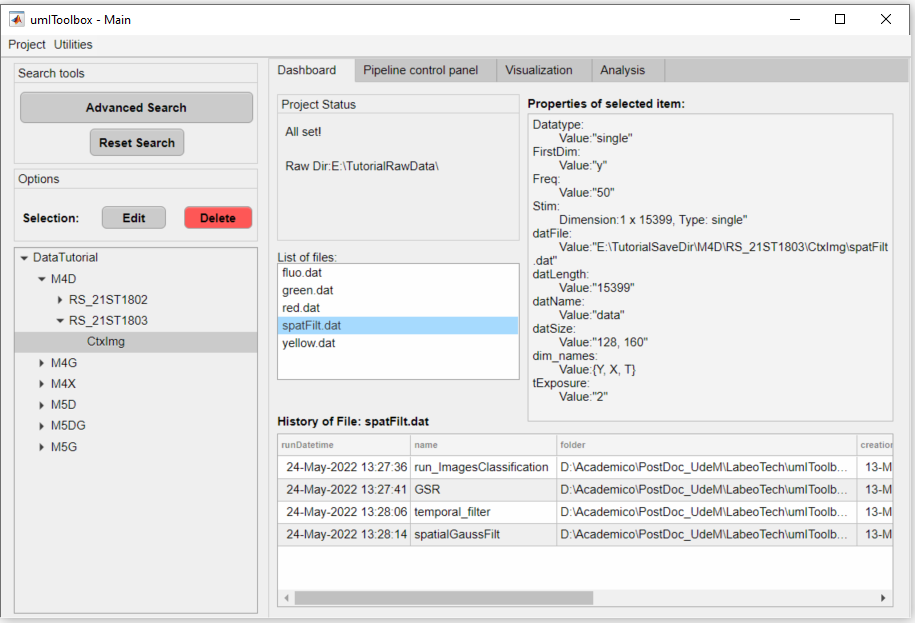 umIToolbox - Main
Project Utilities
Search tools
Advanced Search
Reset Search
Options
Selection: Edit Delete
DataTutorial
M4D
RS_21ST1802
RS_21ST1803
CtxImg
M4G
M4X
M5D
M5DG
M5G
Dashboard Pipeline control panel Visualization Analysis
Project Status
All set!
Raw Dir:E:\TutorialRawData\
List of files:
fluo.dat
green.dat
red.dat
spatFilt.dat
yellow.dat
Properties of selected item:
Datatype:
Value:"single"
FirstDim:
Value:"y"
Freq:
Value:"50"
Stim:
Dimension:1 x 15399, Type: single"
datFile:
Value:"E:\TutorialSaveDir\M4D\RS_21ST1803\CtxImg\spatFilt
.dat"
datLength:
Value:"15399"
datName:
Value:"data"
datSize:
Value:"128, 160"
dim_names:
Value:{Y, X, T}
tExposure:
Value:"2"
History of File: spatFilt.dat
runDatetime name folder creation
24-May-2022 13:27:36 run_ImagesClassification D:\Academico\PostDoc_UdeM\LabeoTech\umIToolb... 13-M
24-May-2022 13:27:41 GSR D:\Academico\PostDoc_UdeM\LabeoTech\umIToolb... 13-M
24-May-2022 13:28:06 temporal_filter D:\Academico\PostDoc_UdeM\LabeoTech\umIToolb... 13-M
24-May-2022 13:28:14 spatialGaussFilt D:\Academico\PostDoc_UdeM\LabeoTech\umIToolb... 13-M